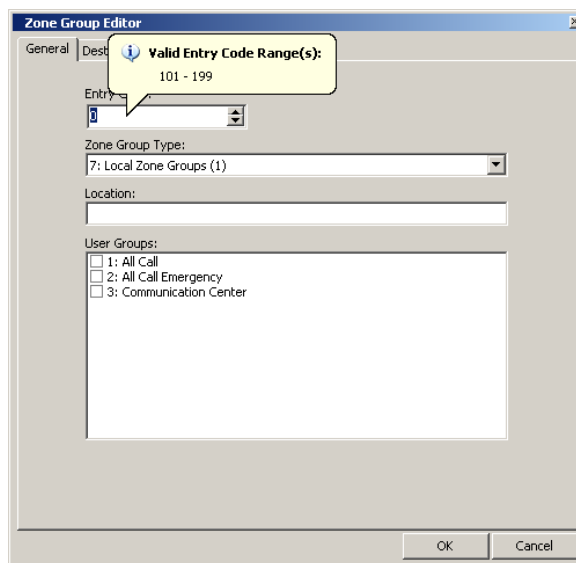 Zone Group Editor
General
Dest
Valid Entry Code Range(s):
101 - 199
Entry
0
Zone Group Type:
7: Local Zone Groups (1)
Location:
User Groups:
1: All Call
2: All Call Emergency
3: Communication Center
OK
Cancel